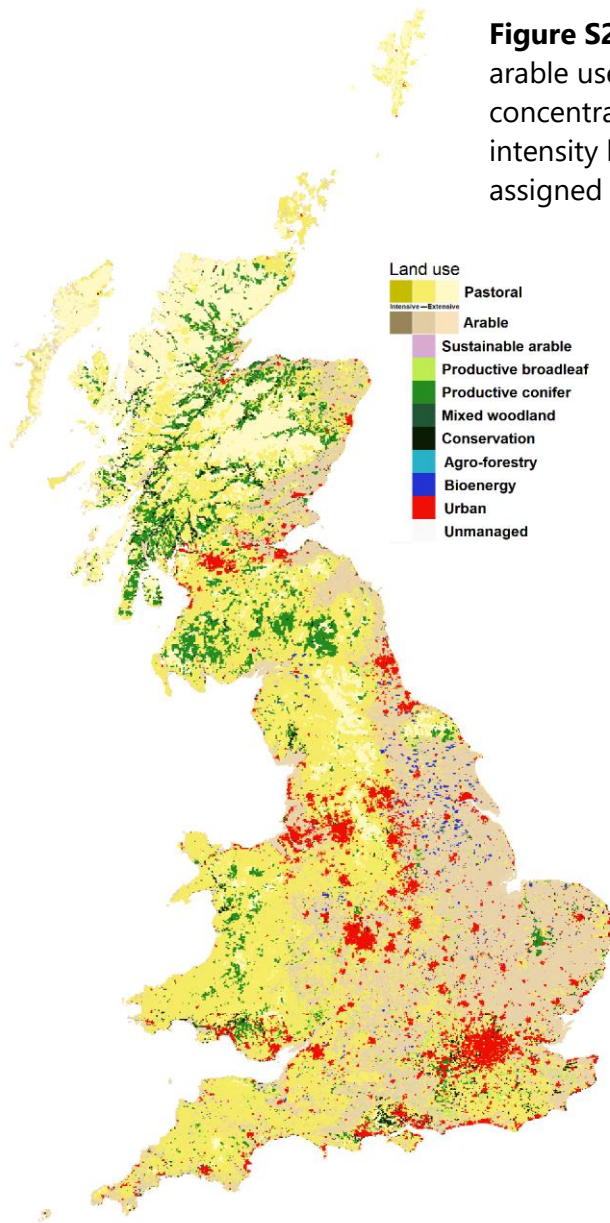 Figure S2
arable use
concentra
intensity l
assigned
Land use
Pastoral
Intensive — Extensive
Arable
Sustainable arable
Productive broadleaf
Productive conifer
Mixed woodland
Conservation
Agro-forestry
Bioenergy
Urban
Unmanaged